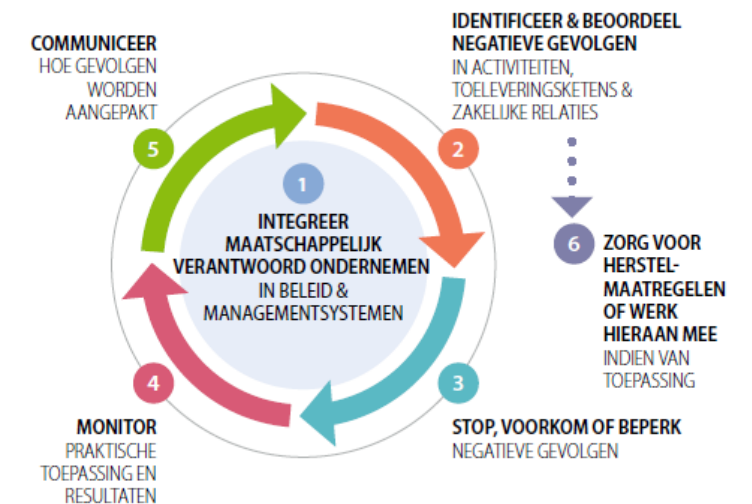 1
INTEGREER
MAATSCHAPPELIJK
VERANTWOORD ONDERNEMEN
IN BELEID &
MANAGEMENTSYSTEMEN
IDENTIFICEER & BEOORDEEL
NEGATIEVE GEVOLGEN
IN ACTIVITEITEN,
TOELEVERINGSKETENS &
ZAKELIJKE RELATIES
2
3
STOP, VOORKOM OF BEPERK
NEGATIEVE GEVOLGEN
4
MONITOR
PRAKTISCHE
TOEPASSING EN
RESULTATEN
COMMUNICEER
HOE GEVOLGEN
WORDEN
AANGEPAKT
5
6
ZORG VOOR
HERSTEL-
MAATREGELEN
OF WERK
HIERAAN MEE
INDIEN VAN
TOEPASSING